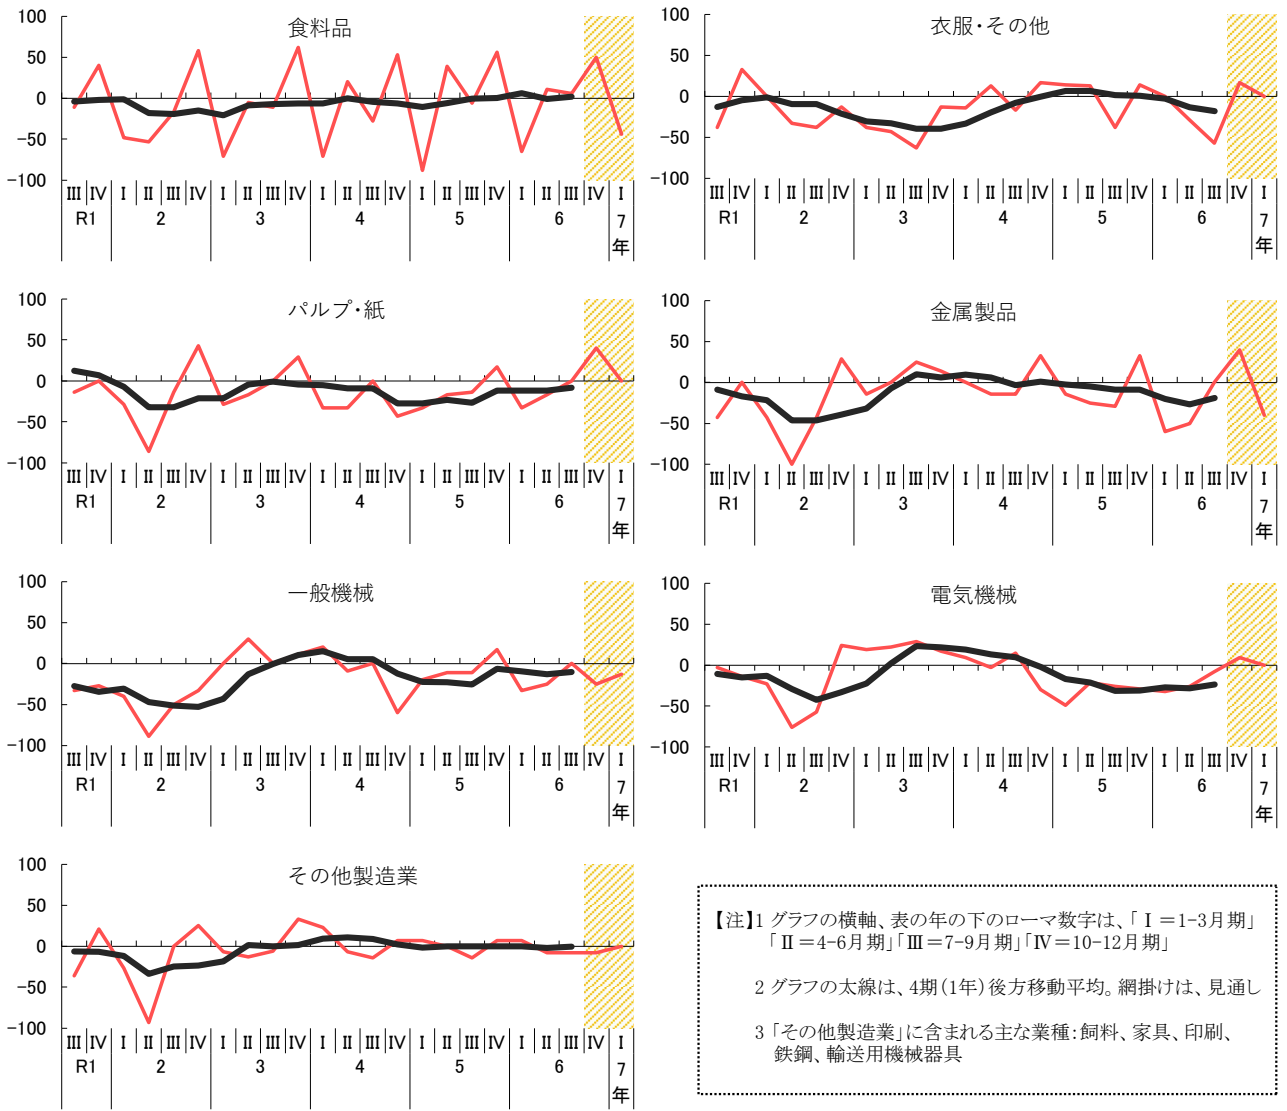 食料品
100
50
0
-50
-100
Ⅲ Ⅳ Ⅰ Ⅱ Ⅲ Ⅳ Ⅰ Ⅱ Ⅲ Ⅳ Ⅰ Ⅱ Ⅲ Ⅳ Ⅰ Ⅱ Ⅲ Ⅳ Ⅰ Ⅱ Ⅲ Ⅳ Ⅰ
R1 2 3 4 5 6 7
年
衣服・その他
100
50
0
-50
-100
Ⅲ Ⅳ Ⅰ Ⅱ Ⅲ Ⅳ Ⅰ Ⅱ Ⅲ Ⅳ Ⅰ Ⅱ Ⅲ Ⅳ Ⅰ Ⅱ Ⅲ Ⅳ Ⅰ Ⅱ Ⅲ Ⅳ Ⅰ
R1 2 3 4 5 6 7
年
パルプ・紙
100
50
0
-50
-100
Ⅲ Ⅳ Ⅰ Ⅱ Ⅲ Ⅳ Ⅰ Ⅱ Ⅲ Ⅳ Ⅰ Ⅱ Ⅲ Ⅳ Ⅰ Ⅱ Ⅲ Ⅳ Ⅰ Ⅱ Ⅲ Ⅳ Ⅰ
R1 2 3 4 5 6 7
年
金属製品
100
50
0
-50
-100
Ⅲ Ⅳ Ⅰ Ⅱ Ⅲ Ⅳ Ⅰ Ⅱ Ⅲ Ⅳ Ⅰ Ⅱ Ⅲ Ⅳ Ⅰ Ⅱ Ⅲ Ⅳ Ⅰ Ⅱ Ⅲ Ⅳ Ⅰ
R1 2 3 4 5 6 7
年
一般機械
100
50
0
-50
-100
Ⅲ Ⅳ Ⅰ Ⅱ Ⅲ Ⅳ Ⅰ Ⅱ Ⅲ Ⅳ Ⅰ Ⅱ Ⅲ Ⅳ Ⅰ Ⅱ Ⅲ Ⅳ Ⅰ Ⅱ Ⅲ Ⅳ Ⅰ
R1 2 3 4 5 6 7
年
電気機械
100
50
0
-50
-100
Ⅲ Ⅳ Ⅰ Ⅱ Ⅲ Ⅳ Ⅰ Ⅱ Ⅲ Ⅳ Ⅰ Ⅱ Ⅲ Ⅳ Ⅰ Ⅱ Ⅲ Ⅳ Ⅰ Ⅱ Ⅲ Ⅳ Ⅰ
R1 2 3 4 5 6 7
年
その他製造業
100
50
0
-50
-100
Ⅲ Ⅳ Ⅰ Ⅱ Ⅲ Ⅳ Ⅰ Ⅱ Ⅲ Ⅳ Ⅰ Ⅱ Ⅲ Ⅳ Ⅰ Ⅱ Ⅲ Ⅳ Ⅰ Ⅱ Ⅲ Ⅳ Ⅰ
R1 2 3 4 5 6 7
年
【注】1 グラフの横軸、表の年の下のローマ数字は、「Ⅰ=1-3月期」
「Ⅱ=4-6月期」「Ⅲ=7-9月期」「Ⅳ=10-12月期」
2 グラフの太線は、4期(1年)後方移動平均。網掛けは、見通し
3 「その他製造業」に含まれる主な業種:飼料、家具、印刷、
鉄鋼、輸送用機械器具